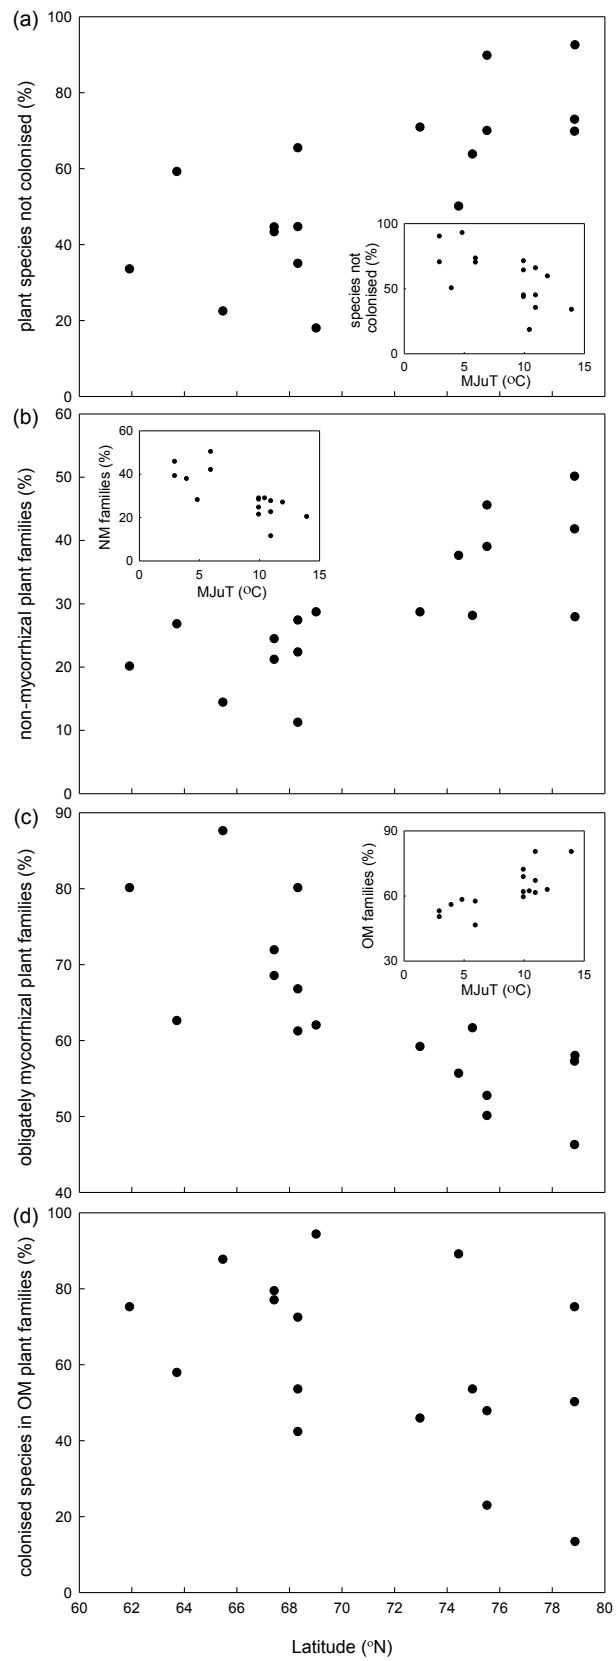 (a)
plant species not colonised (%)
100
80
60
40
20
0
species not
colonised (%)
100
50
0
0 5 10 15
MJuT (ºC)
(b)
non-mycorrhizal plant families (%)
60
50
40
30
20
10
0
NM families (%)
60
40
20
0
0 5 10 15
MJuT (ºC)
(c)
obligately mycorrhizal plant families (%)
90
80
70
60
50
40
OM families (%)
90
60
30
0 5 10 15
MJuT (ºC)
(d)
colonised species in OM plant families (%)
100
80
60
40
20
0
60 62 64 66 68 70 72 74 76 78 80
Latitude (ºN)